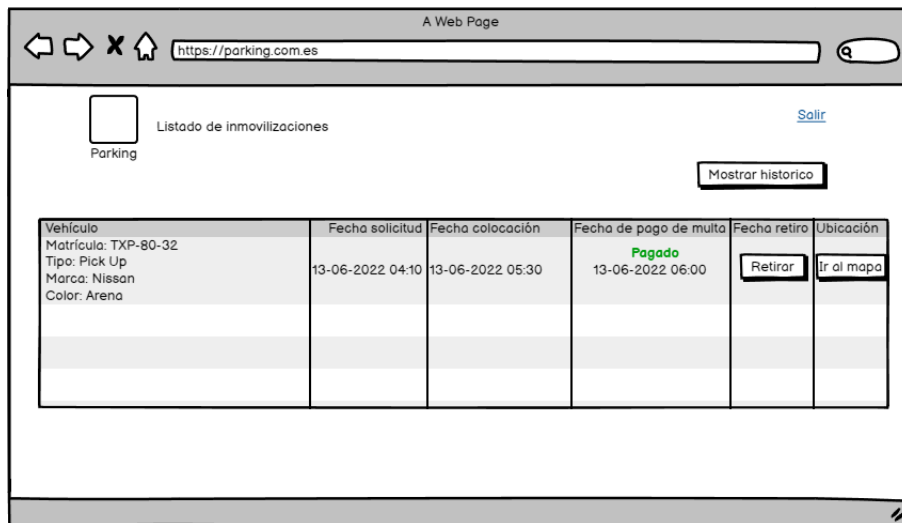 A Web Page
https://parking.com.es
Salir
Listado de inmovilizaciones
Parking
Mostrar historico
Vehículo Fecha solicitud Fecha colocación Fecha de pago de multa Fecha retiro Ubicación
Matrícula: TXP-80-32
Tipo: Pick Up
Marca: Nissan
Color: Arena
13-06-2022 04:10 13-06-2022 05:30
Pagado
13-06-2022 06:00
Retirar
Ir al mapa